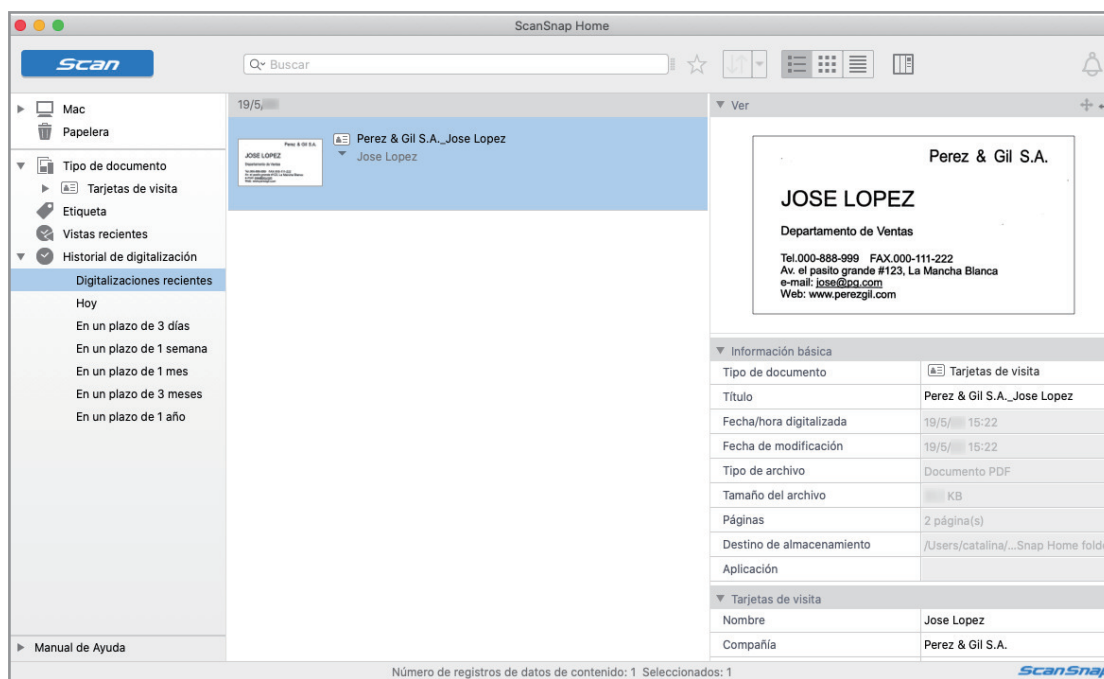 ScanSnap Home
Scan
Buscar
Mac
Papelera
Tipo de documento
Tarjetas de visita
Etiqueta
Vistas recientes
Historial de digitalización
Digitalizaciones recientes
Hoy
En un plazo de 3 días
En un plazo de 1 semana
En un plazo de 1 mes
En un plazo de 3 meses
En un plazo de 1 año
Manual de Ayuda
19/5/
Perez & Gil S.A.
JOSE LOPEZ
Departamento de Ventas
Perez & Gil S.A._Jose Lopez
Jose Lopez
Ver
Perez & Gil S.A.
JOSE LOPEZ
Departamento de Ventas
Tel.000-888-999 FAX.000-111-222
Av. el pasito grande #123, La Mancha Blanca
e-mail: jose@pg.com
Web: www.perezgil.com
Información básica
Tipo de documento Tarjetas de visita
Título Perez & Gil S.A._Jose Lopez
Fecha/hora digitalizada 19/5/ 15:22
Fecha de modificación 19/5/ 15:22
Tipo de archivo Documento PDF
Tamaño del archivo KB
Páginas 2 página(s)
Destino de almacenamiento /Users/catalina/...Snap Home folde
Aplicación
Tarjetas de visita
Nombre Jose Lopez
Compañía Perez & Gil S.A.
Número de registros de datos de contenido: 1 Seleccionados: 1
ScanSnap